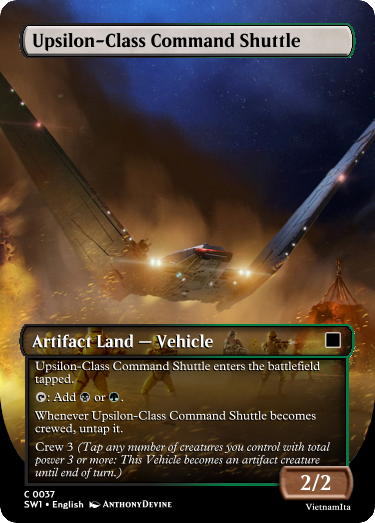 Upsilon-Class Command Shuttle
Artifact Land — Vehicle
Upsilon-Class Command Shuttle enters the battlefield
tapped.
: Add or .
Whenever Upsilon-Class Command Shuttle becomes
crewed, untap it.
Crew 3 (Tap any number of creatures you control with total
power 3 or more: This Vehicle becomes an artifact creature
until end of turn.)
2/2
C 0037
SW1 • English AnthonyDevine
VietnamIta